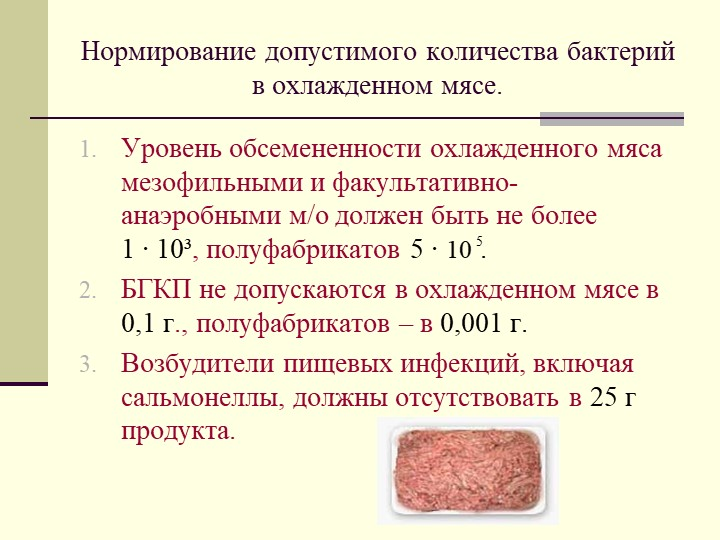 Нормирование допустимого количества бактерий
в охлажденном мясе.
1. Уровень обсемененности охлажденного мяса
мезофильными и факультативно-
анаэробными м/о должен быть не более
1 · 10³, полуфабрикатов 5 · 10⁵.
2. БГКП не допускаются в охлажденном мясе в
0,1 г., полуфабрикатов – в 0,001 г.
3. Возбудители пищевых инфекций, включая
сальмонеллы, должны отсутствовать в 25 г
продукта.